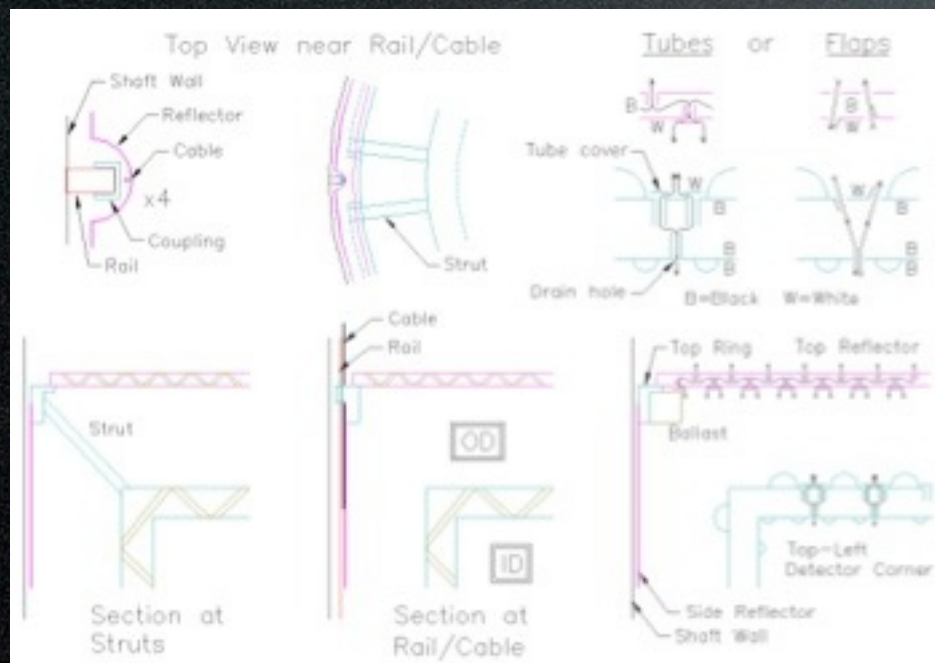 Top View near Rail/Cable
Tubes or Flaps
Shaft Wall
Reflector
Cable
x4
Coupling
Rail
Strut
B
W
B
W
Tube cover
W
B
B
B
W
B
B
B
Drain hole
B=Black W=White
Cable
Rail
Strut
OD
ID
Section at
Struts
Section at
Rail/Cable
Top Ring
Top Reflector
Ballast
Top-Left
Detector Corner
Side Reflector
Shaft Wall